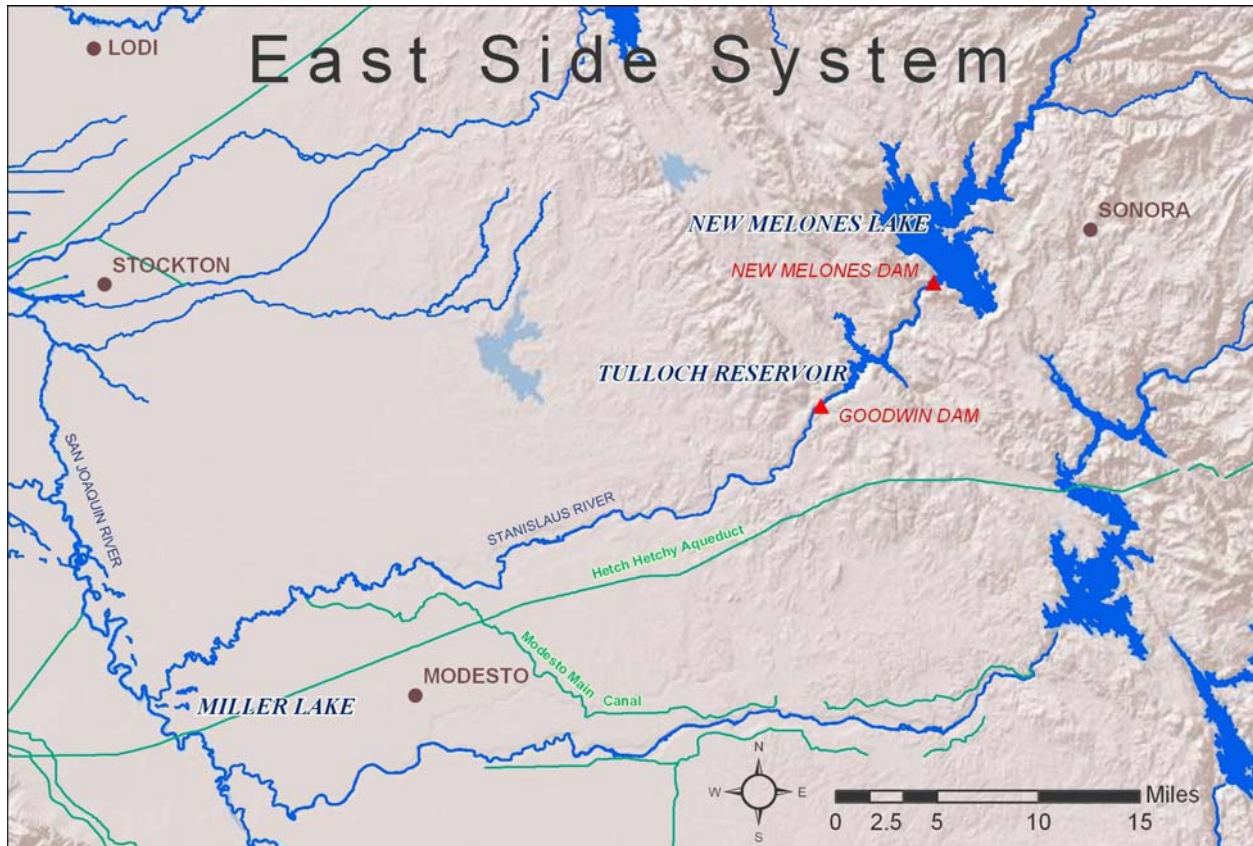 East Side System
LODI
NEW MELONES LAKE
SONORA
STOCKTON
NEW MELONES DAM
TULLOCH RESERVOIR
GOODWIN DAM
SAN JOAQUIN RIVER
STANISLAUS RIVER
Hetch Hetchy Aqueduct
Modesto Main Canal
MODESTO
MILLER LAKE
N
W E
S
Miles
0 2.5 5 10 15